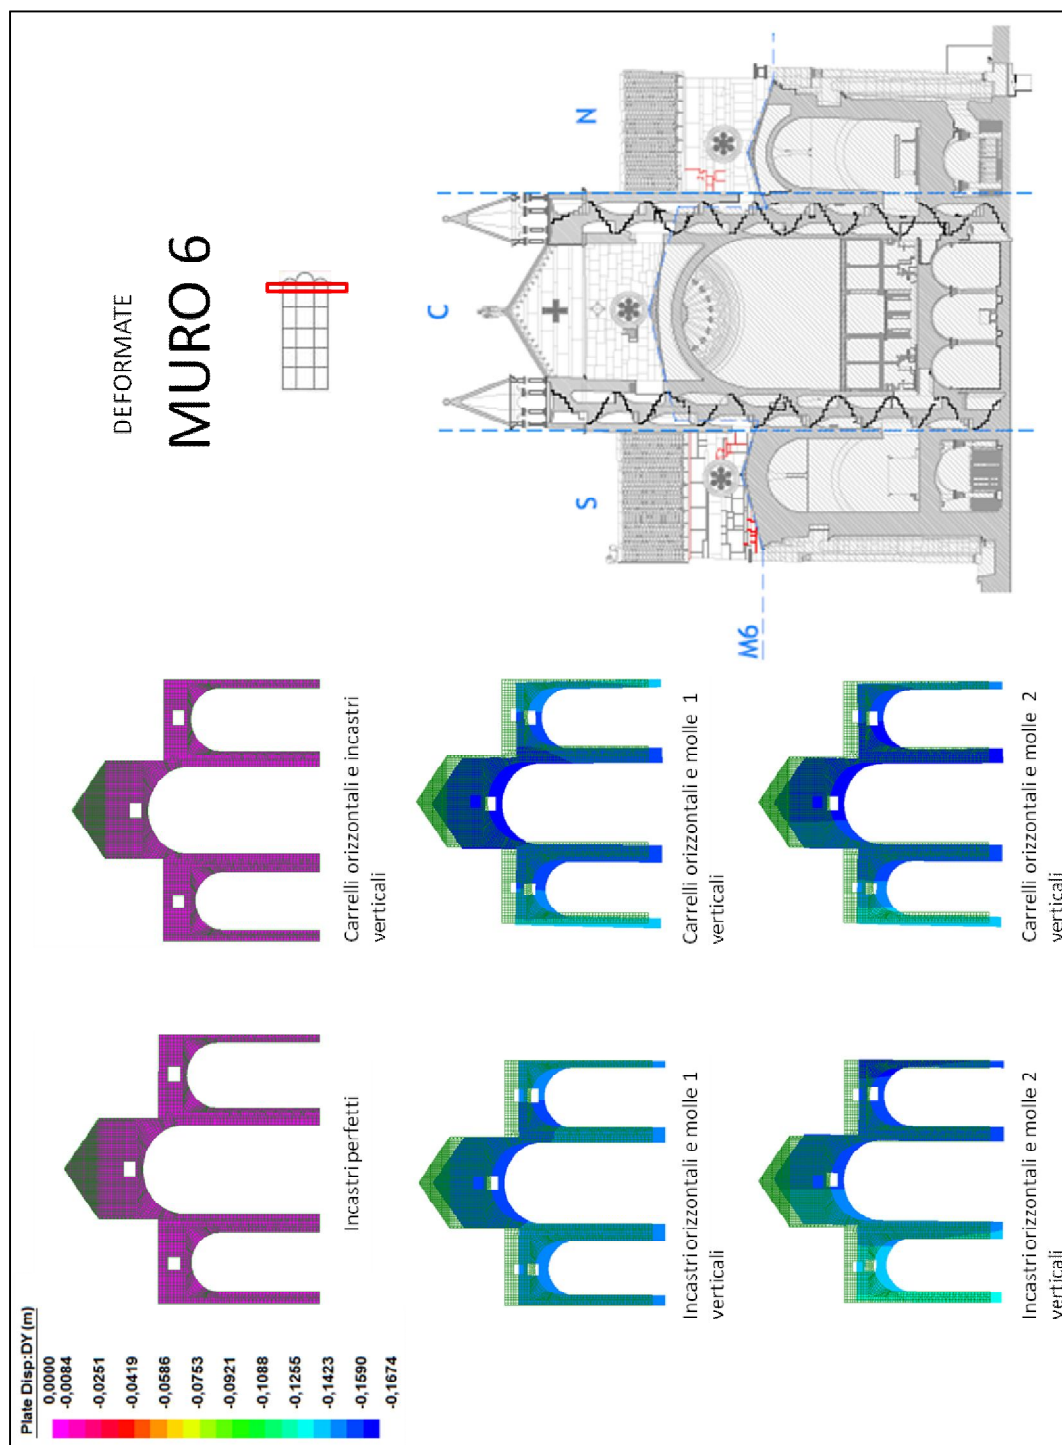 DEFORMATE
MURO 6
S
C
N
M6
Plate Disp:DY (m)
0,0000
-0,0084
-0,0251
-0,0419
-0,0586
-0,0753
-0,0921
-0,1088
-0,1255
-0,1423
-0,1590
-0,1674
Incastri perfetti
Carrelli orizzontali e incastri
verticali
Incastri orizzontali e molle 1
verticali
Carrelli orizzontali e molle 1
verticali
Incastri orizzontali e molle 2
verticali
Carrelli orizzontali e molle 2
verticali